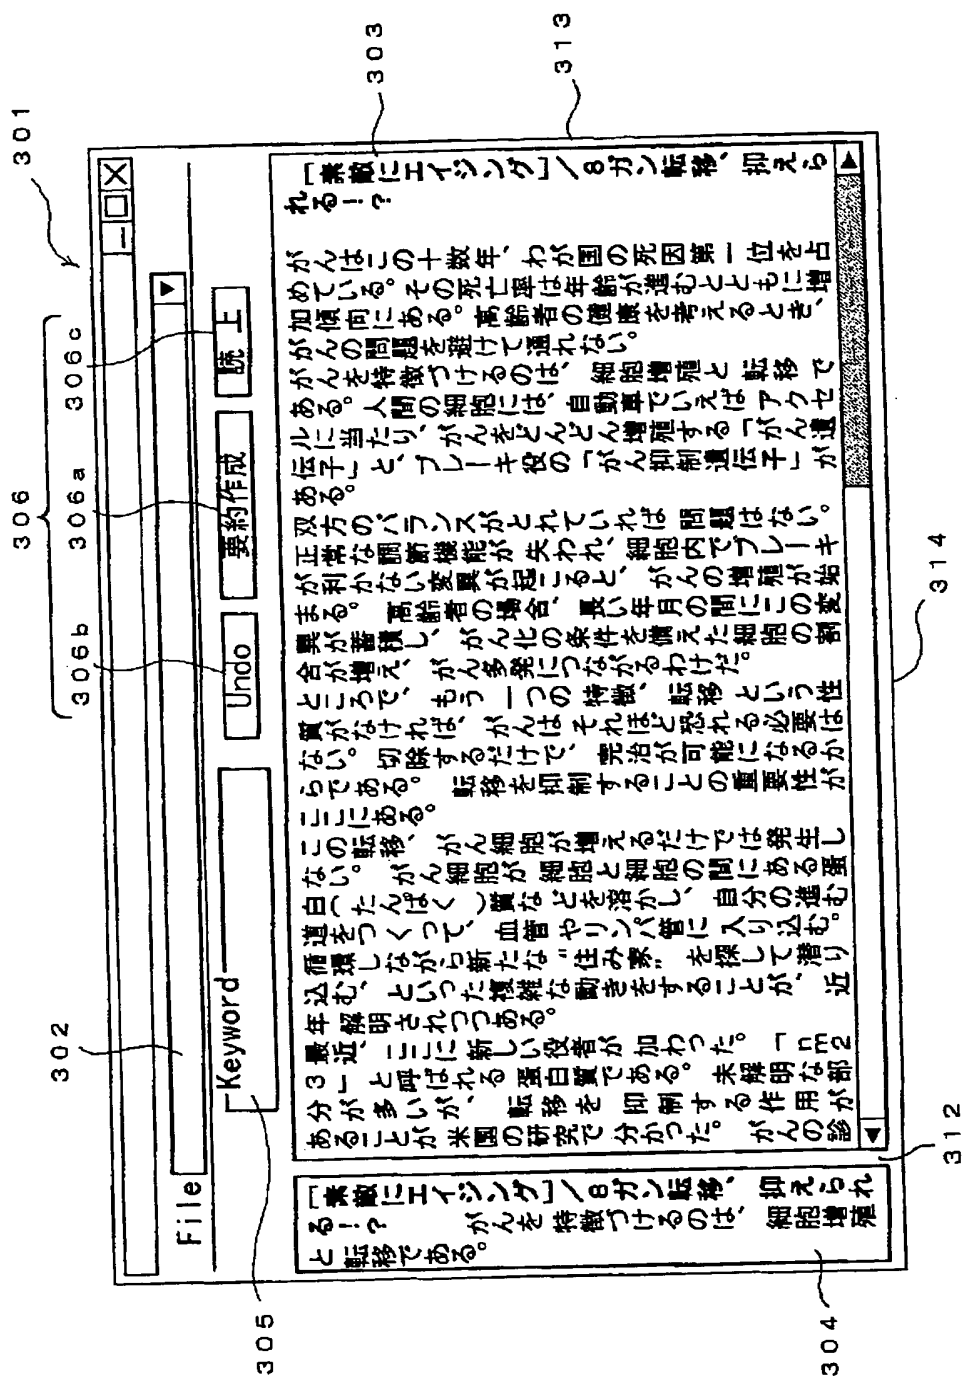 301
306
306b
306a
306c
302
303
305
File
Keyword
Undo
要約作成
読 上
313
［素敵にエイジング］／8ガン転移、抑えら
れる！？
がんはこの十数年、わが国の死因第一位を占
めている。その死亡率は年齢が進むとともに増
加傾向にある。高齢者の健康を考えるとき、
がんの問題を避けて通れない。
がんを特徴づけるのは、細胞増殖と転移で
ある。人間の細胞には、自動車でいえばアクセ
ルに当たり、がんをどんどん増殖する「がん遺
伝子」と、ブレーキ役の「がん抑制遺伝子」が
ある。
双方のバランスがとれていれば問題はない。
正常な調節機能が失われ、細胞内でブレーキ
が利かない変異が起こると、がんの増殖が始
まる。高齢者の場合、長い年月の間にこの変
異が蓄積し、がん化の条件を備えた細胞の割
合が増え、がん多発につながるわけだ。
ところで、もう一つの特徴、転移という性
質がなければ、がんはそれほど恐れる必要は
ない。切除するだけで、完治が可能になるか
らである。転移を抑制することの重要性が
ここにある。
この転移、がん細胞が増えるだけでは発生し
ない。がん細胞が細胞と細胞の間にある蛋
白（たんぱく）質などを溶かし、自分の進む
道をつくって、血管やリンパ管に入り込む。
循環しながら新たな“住み家”を探して潜り
込む、といった複雑な動きをすることが、近
年解明されつつある。
最近、ここに新しい役者が加わった。「nm2
3」と呼ばれる蛋白質である。未解明な部
分が多いが、転移を抑制する作用が
あることが米国の研究で分かった。がんの診
［素敵にエイジング］／8ガン転移、抑えられ
る！？ がんを特徴づけるのは、細胞増殖
と転移である。
304
312
314